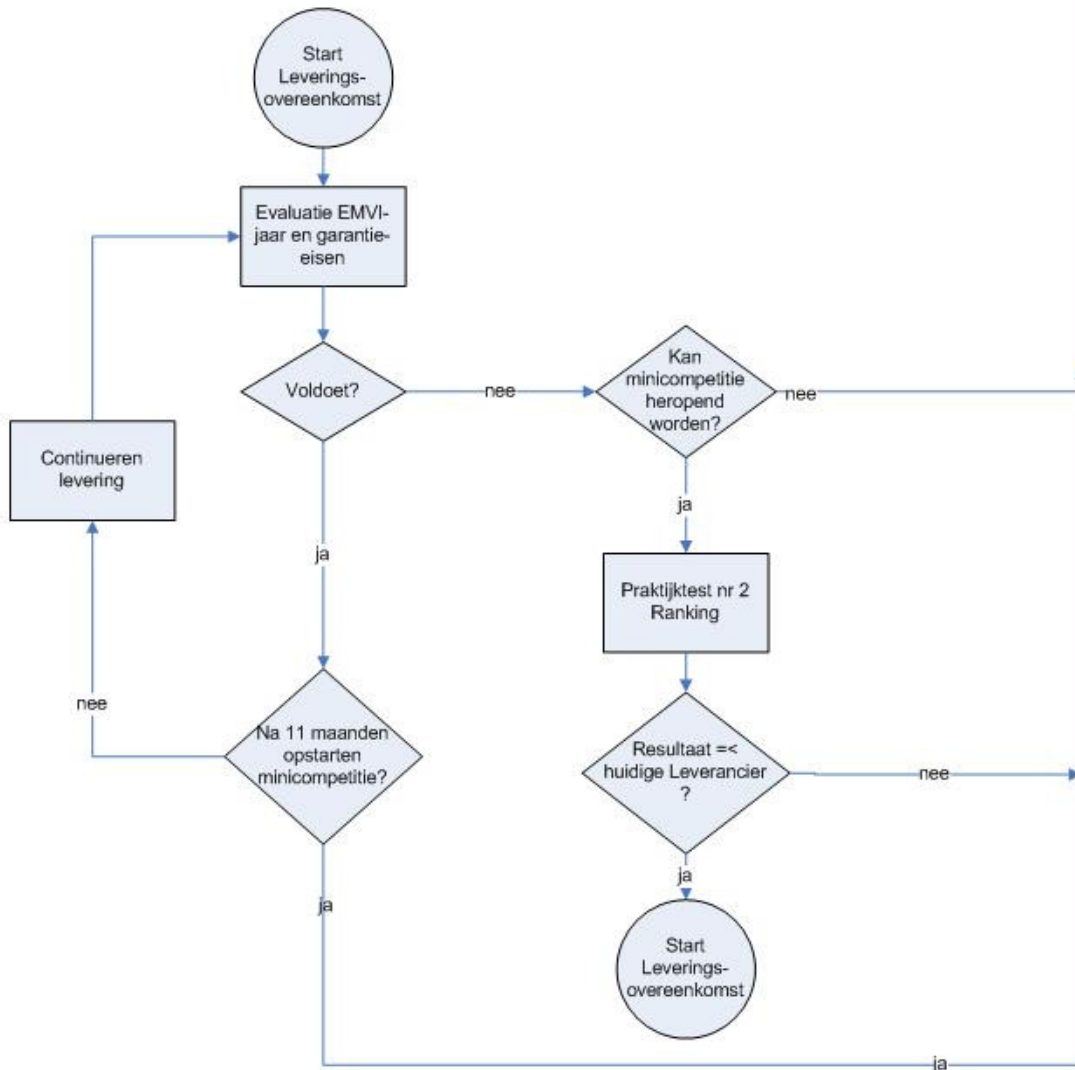 Start
Leverings-
overeenkomst
Evaluatie EMVI-
jaar en garantie-
eisen
Voldoet?
nee
Kan
minicompetitie
heropend
worden?
nee
Continueren
levering
ja
ja
Praktijktest nr 2
Ranking
nee
Na 11 maanden
opstarten
minicompetitie?
Resultaat =<
huidige Leverancier
?
nee
ja
ja
Start
Leverings-
overeenkomst
ja